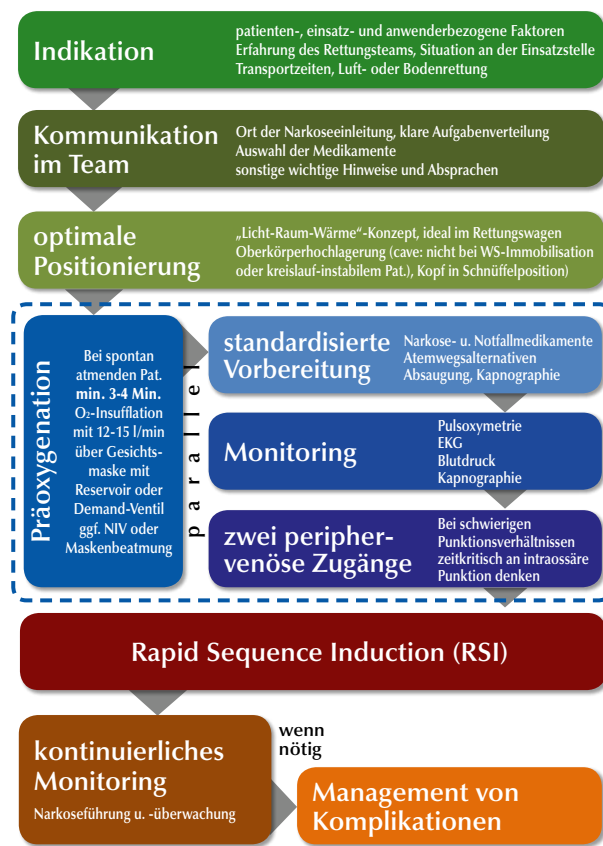 Indikation
patienten-, einsatz- und anwenderbezogene Faktoren
Erfahrung des Rettungsteams, Situation an der Einsatzstelle
Transportzeiten, Luft- oder Bodenrettung
Kommunikation
im Team
Ort der Narkoseeinleitung, klare Aufgabenverteilung
Auswahl der Medikamente
sonstige wichtige Hinweise und Absprachen
optimale
Positionierung
„Licht-Raum-Wärme“-Konzept, ideal im Rettungswagen
Oberkörperhochlagerung (cave: nicht bei WS-Immobilisation
oder kreislauf-instabilem Pat.), Kopf in Schnüffelposition)
Präoxygenation
Bei spontan
atmenden Pat.
min. 3-4 Min.
O₂-Insufflation
mit 12-15 l/min
über Gesichts-
maske mit
Reservoir oder
Demand-Ventil
ggf. NIV oder
Maskenbeatmung
parallel
standardisierte
Vorbereitung
Narkose- u. Notfallmedikamente
Atemwegsalternativen
Absaugung, Kapnographie
Monitoring
Pulsoxymetrie
EKG
Blutdruck
Kapnographie
zwei peripher-
venöse Zugänge
Bei schwierigen
Punktionsverhältnissen
zeitkritisch an intraossäre
Punktion denken
Rapid Sequence Induction (RSI)
kontinuierliches
Monitoring
Narkoseführung u. -überwachung
wenn
nötig
Management von
Komplikationen